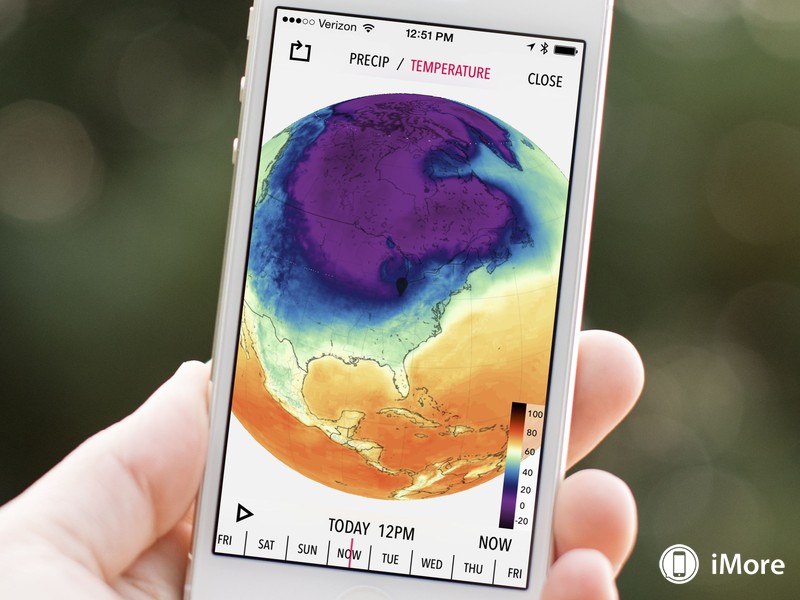 Verizon 12:51 PM
PRECIP / TEMPERATURE CLOSE
100
80
60
40
20
0
-20
TODAY 12PM
NOW
FRI SAT SUN NOW TUE WED THU FRI
iMore